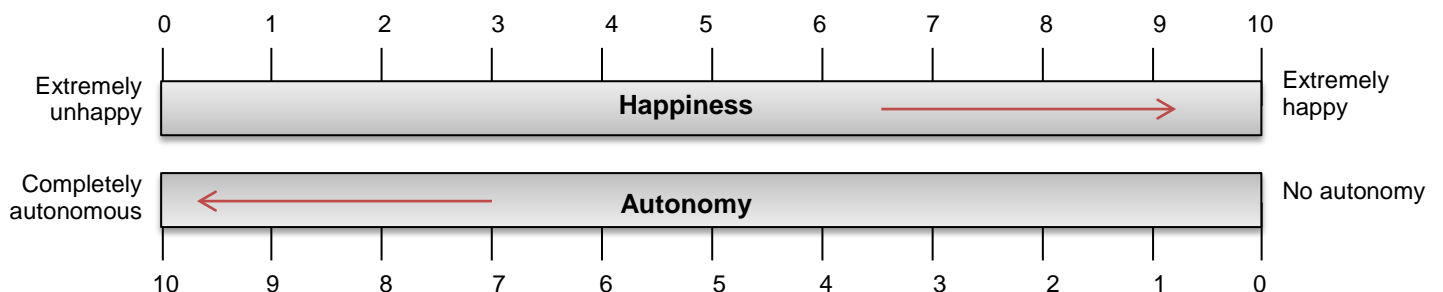 0 1 2 3 4 5 6 7 8 9 10
Extremely
unhappy
Happiness
Extremely
happy
Completely
autonomous
Autonomy
No autonomy
10 9 8 7 6 5 4 3 2 1 0